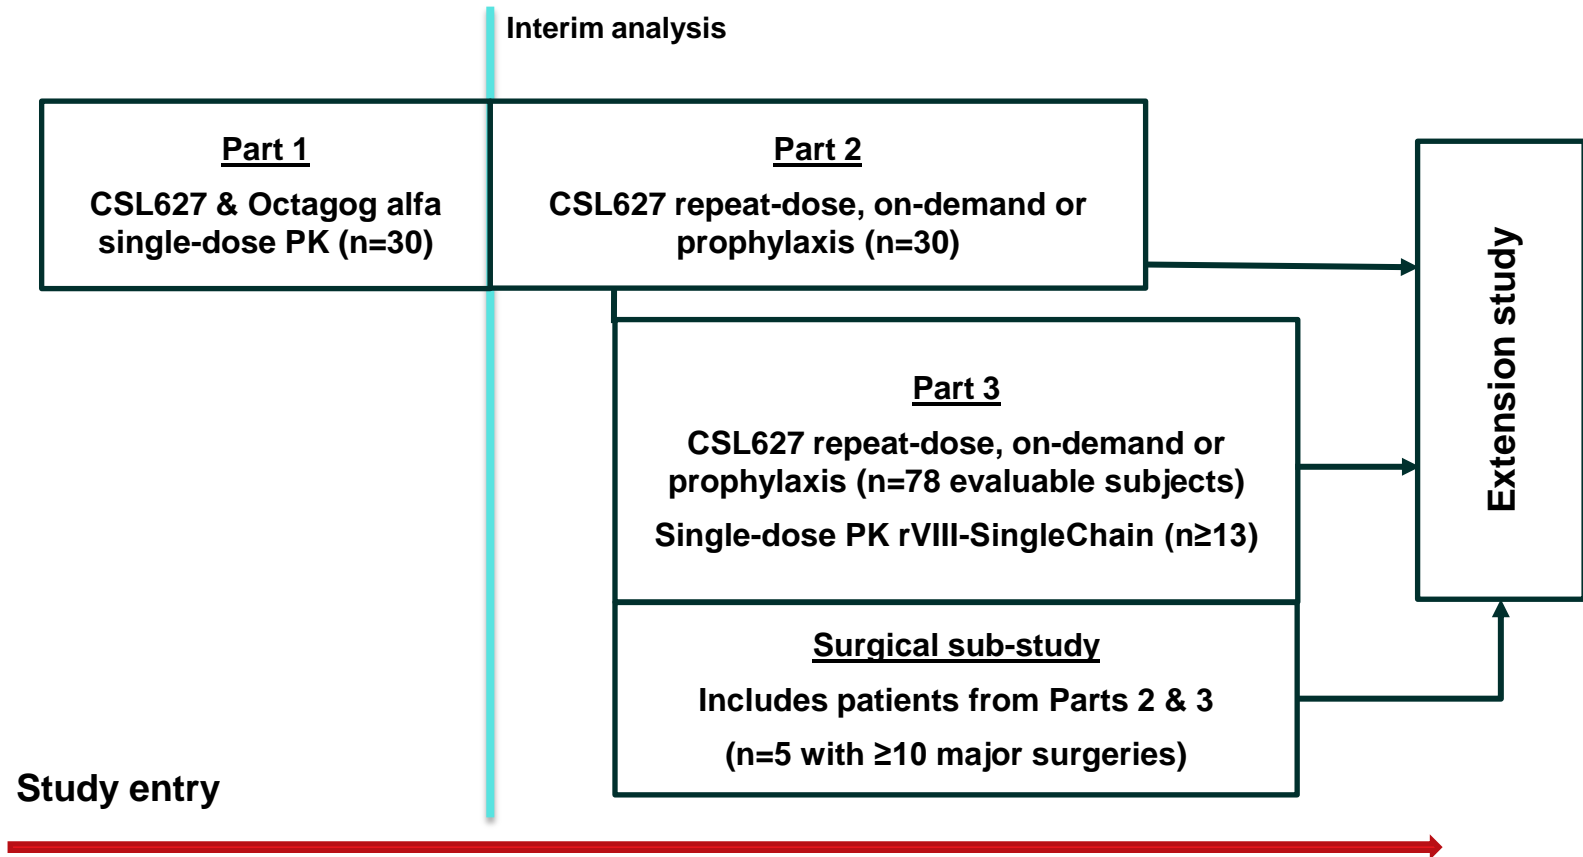 Interim analysis
Part 1
CSL627 & Octagog alfa
single-dose PK (n=30)
Part 2
CSL627 repeat-dose, on-demand or
prophylaxis (n=30)
Part 3
CSL627 repeat-dose, on-demand or
prophylaxis (n=78 evaluable subjects)
Single-dose PK rVIII-SingleChain (n≥13)
Surgical sub-study
Includes patients from Parts 2 & 3
(n=5 with ≥10 major surgeries)
Extension study
Study entry